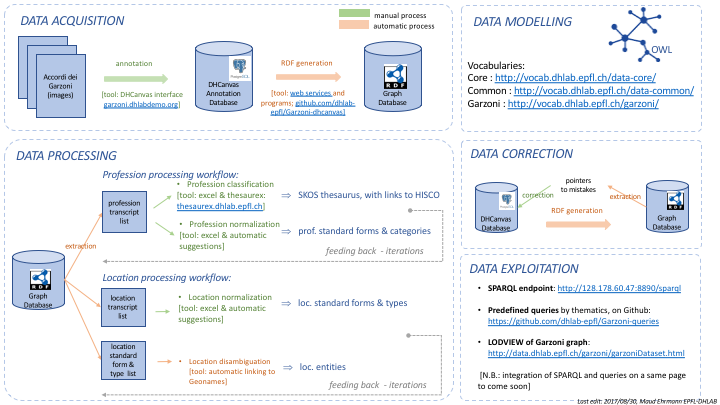 DATA ACQUISITION
manual process
automatic process
Accordi dei
Garzoni
(images)
annotation
[tool: DHCanvas interface
garzoni.dhlabdemo.org]
PostgreSQL
DHCanvas
Annotation
Database
RDF generation
[tool: web services and
programs; github.com/dhlab-
epfl/Garzoni-dhcanvas]
RDF
Graph
Database
DATA MODELLING
OWL
Vocabularies:
Core : http://vocab.dhlab.epfl.ch/data-core/
Common : http://vocab.dhlab.epfl.ch/data-common/
Garzoni : http://vocab.dhlab.epfl.ch/garzoni/
DATA PROCESSING
Profession processing workflow:
profession
transcript
list
• Profession classification
[tool: excel & thesaurex:
thesaurex.dhlab.epfl.ch]
⇒ SKOS thesaurus, with links to HISCO
• Profession normalization
[tool: excel & automatic
suggestions]
⇒ prof. standard forms & categories
feeding back - iterations
extraction
RDF
Graph
Database
Location processing workflow:
location
transcript
list
• Location normalization
[tool: excel & automatic
suggestions]
⇒ loc. standard forms & types
location
standard
form &
type list
• Location disambiguation
[tool: automatic linking to
Geonames]
⇒ loc. entities
feeding back - iterations
DATA CORRECTION
pointers
to mistakes
correction
extraction
RDF generation
DHCanvas
Database
RDF
Graph
Database
DATA EXPLOITATION
• SPARQL endpoint: http://128.178.60.47:8890/sparql
• Predefined queries by thematics, on Github:
https://github.com/dhlab-epfl/Garzoni-queries
• LODVIEW of Garzoni graph:
http://data.dhlab.epfl.ch/garzoni/garzoniDataset.html
[N.B.: integration of SPARQL and queries on a same page
to come soon]
Last edit: 2017/08/30, Maud Ehrmann EPFL-DHLAB